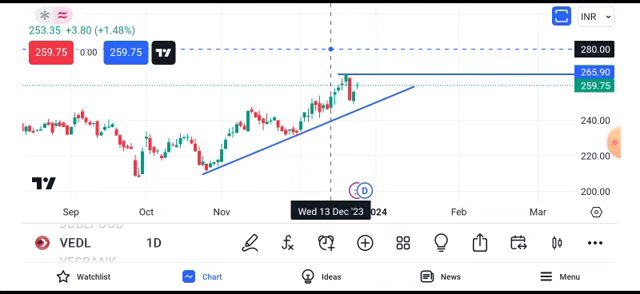 INR
253.35 +3.80 (+1.48%)
259.75 0.00 259.75
280.00
265.90
259.75
240.00
220.00
200.00
Sep Oct Nov Wed 13 Dec '23 2024 Feb Mar
D
VEDL 1D
YESBANK
Watchlist Chart Ideas News Menu